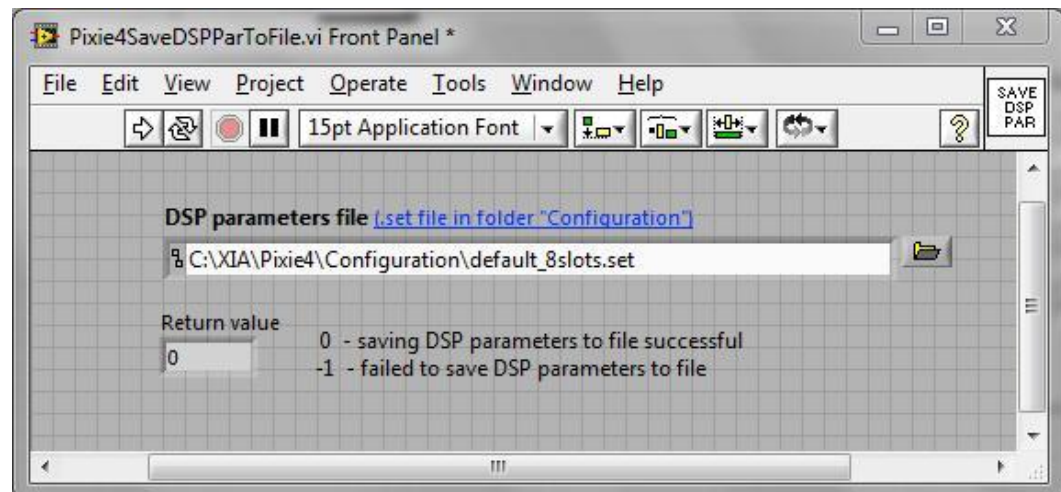 Pixie4SaveDSPParToFile.vi Front Panel *
File Edit View Project Operate Tools Window Help
15pt Application Font
SAVE
DSP
PAR
DSP parameters file (.set file in folder "Configuration")
C:\XIA\Pixie4\Configuration\default_8slots.set
Return value
0
0 - saving DSP parameters to file successful
-1 - failed to save DSP parameters to file